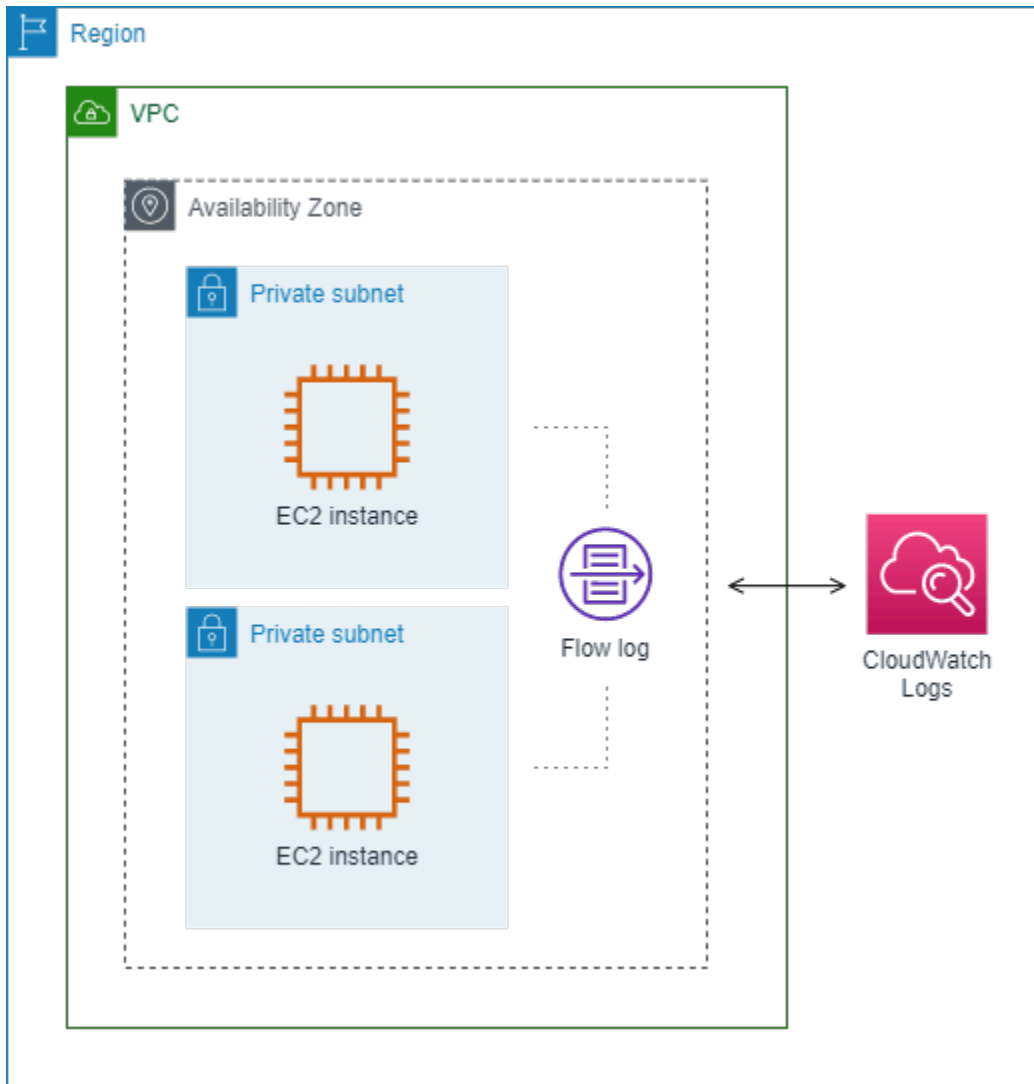 Region
VPC
Availability Zone
Private subnet
EC2 instance
Private subnet
EC2 instance
Flow log
CloudWatch
Logs